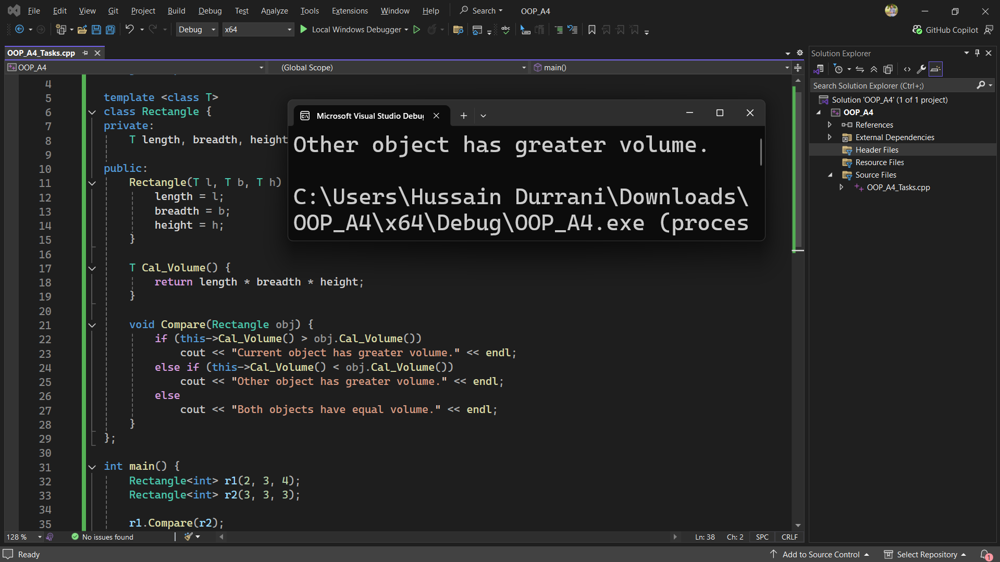 File Edit View Git Project Build Debug Test Analyze Tools Extensions Window Help Search OOP_A4
Debug x64 Local Windows Debugger abc GitHub Copilot
OOP_A4_Tasks.cpp
OOP_A4 (Global Scope) main()
4
5 template <class T>
6 class Rectangle {
7 private:
8 T length, breadth, height
9
10 public:
11 Rectangle(T l, T b, T h)
12 length = l;
13 breadth = b;
14 height = h;
15 }
16
17 T Cal_Volume() {
18 return length * breadth * height;
19 }
20
21 void Compare(Rectangle obj) {
22 if (this->Cal_Volume() > obj.Cal_Volume())
23 cout << "Current object has greater volume." << endl;
24 else if (this->Cal_Volume() < obj.Cal_Volume())
25 cout << "Other object has greater volume." << endl;
26 else
27 cout << "Both objects have equal volume." << endl;
28 }
29 };
30
31 int main() {
32 Rectangle<int> r1(2, 3, 4);
33 Rectangle<int> r2(3, 3, 3);
34
35 r1.Compare(r2);
Microsoft Visual Studio Debug
Other object has greater volume.
C:\Users\Hussain Durrani\Downloads\
OOP_A4\x64\Debug\OOP_A4.exe (proces
Solution Explorer
Search Solution Explorer (Ctrl+;)
Solution 'OOP_A4' (1 of 1 project)
OOP_A4
References
External Dependencies
Header Files
Resource Files
Source Files
OOP_A4_Tasks.cpp
128 % No issues found Ln: 38 Ch: 2 SPC CRLF
Ready Add to Source Control Select Repository 1